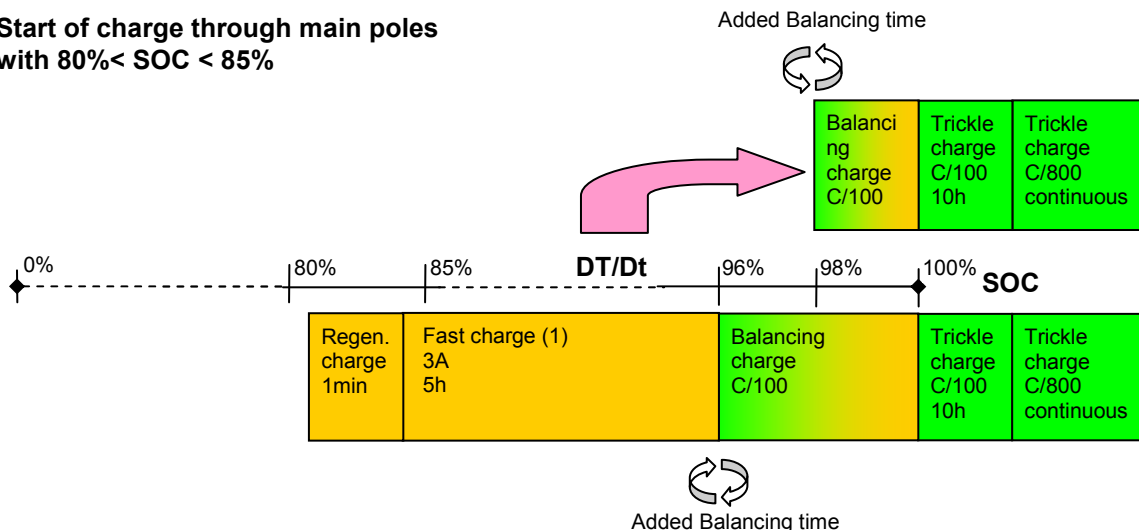 Start of charge through main poles
with 80%< SOC < 85%
Added Balancing time
Balanci
ng
charge
C/100
Trickle
charge
C/100
10h
Trickle
charge
C/800
continuous
0%
80%
85%
DT/Dt
96%
98%
100%
SOC
Regen.
charge
1min
Fast charge (1)
3A
5h
Balancing
charge
C/100
Trickle
charge
C/100
10h
Trickle
charge
C/800
continuous
Added Balancing time